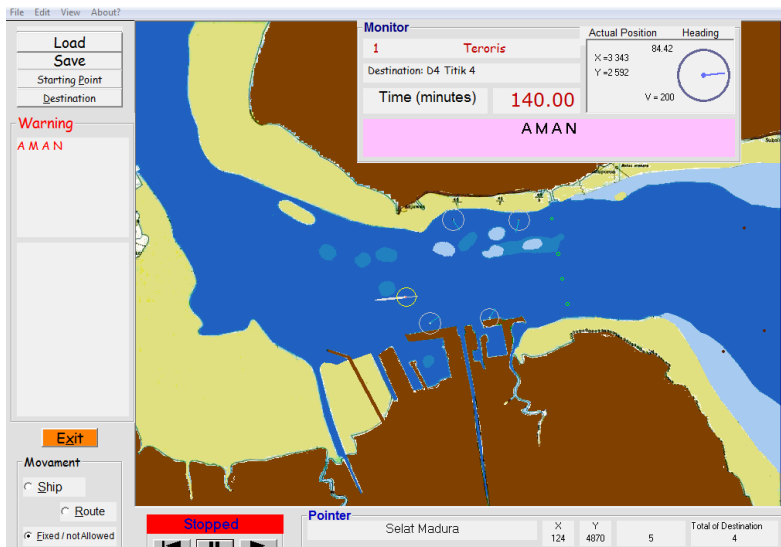 File Edit View About?
Load
Save
Starting Point
Destination
Warning
A M A N
Exit
Movament
Ship
Route
Fixed / not Allowed
Monitor
1 Teroris
Destination: D4 Titik 4
Time (minutes) 140.00
Actual Position Heading
84.42
X =3 343
Y =2 592
V = 200
A M A N
Stopped
Pointer
Selat Madura
X Y Total of Destination
124 4870 5 4